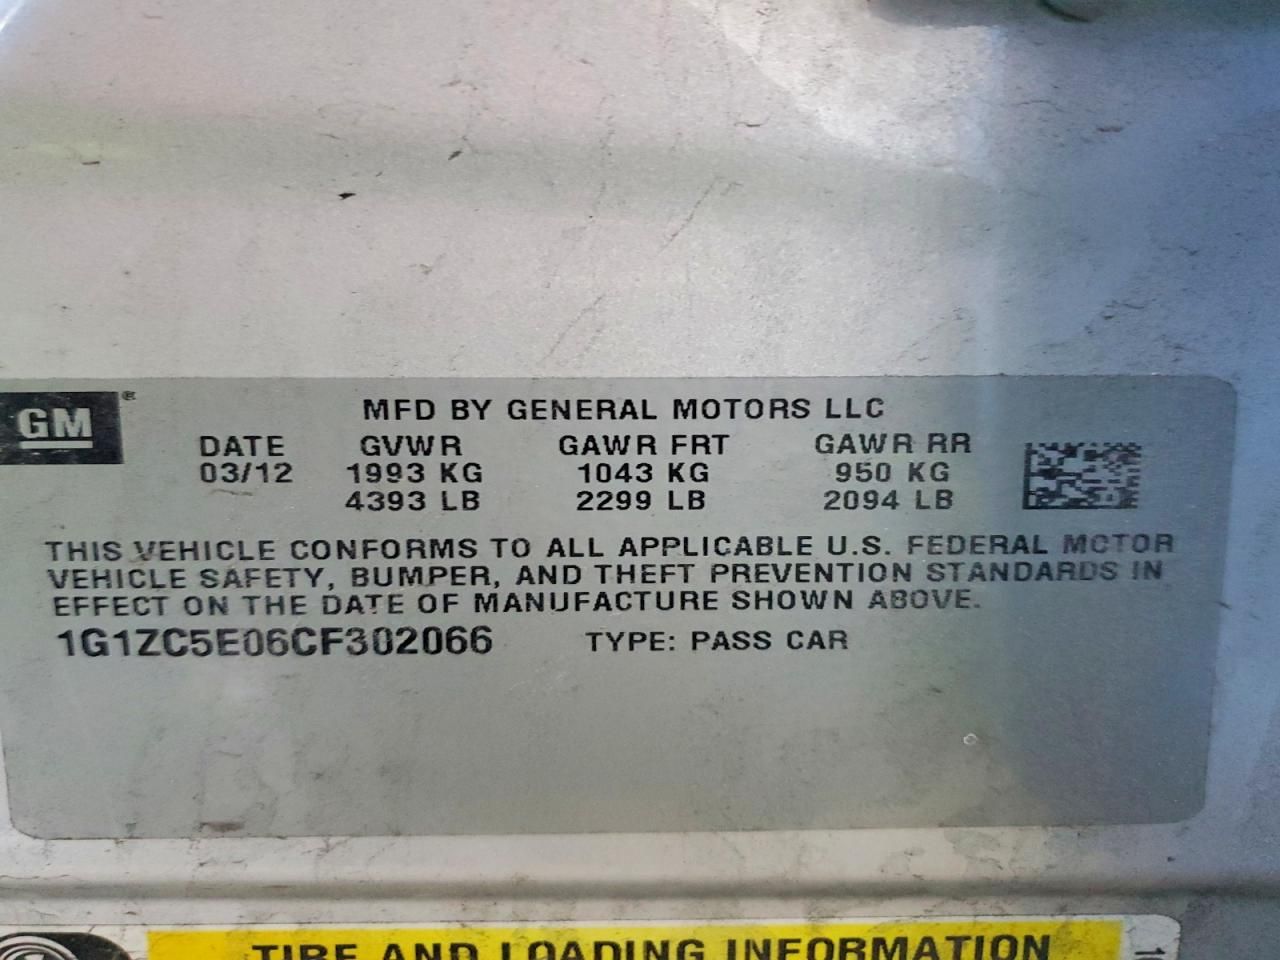 GM®
MFD BY GENERAL MOTORS LLC
DATE GVWR GAWR FRT GAWR RR
03/12 1993 KG 1043 KG 950 KG
4393 LB 2299 LB 2094 LB
THIS VEHICLE CONFORMS TO ALL APPLICABLE U.S. FEDERAL MOTOR
VEHICLE SAFETY, BUMPER, AND THEFT PREVENTION STANDARDS IN
EFFECT ON THE DATE OF MANUFACTURE SHOWN ABOVE.
1G1ZC5E06CF302066 TYPE: PASS CAR
TIRE AND LOADING INFORMATION